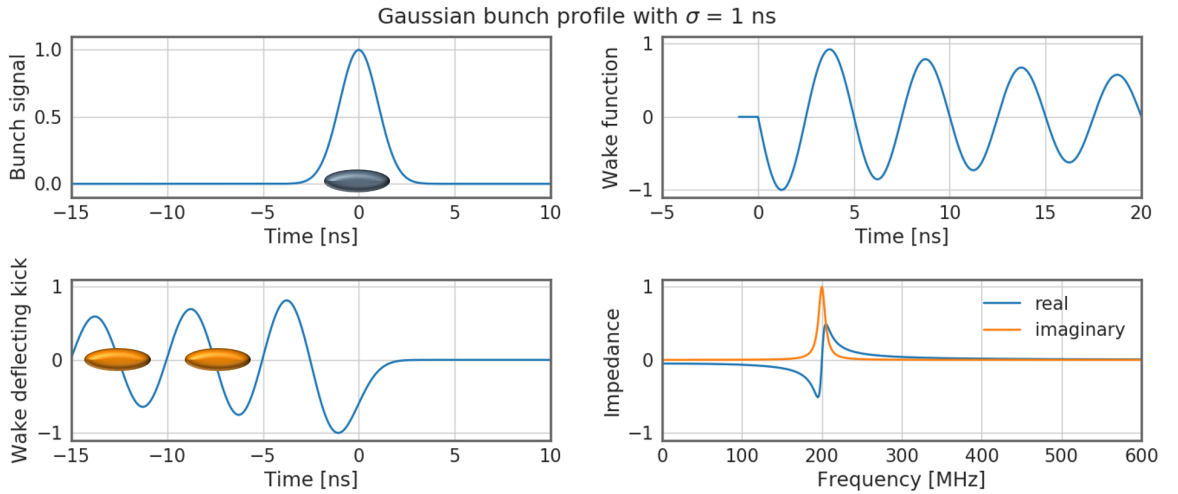 Gaussian bunch profile with σ = 1 ns
Bunch signal
1.0
0.5
0.0
−15 −10 −5 0 5 10
Time [ns]
Wake function
1
0
−1
−5 0 5 10 15 20
Time [ns]
Wake deflecting kick
1
0
−1
−15 −10 −5 0 5 10
Time [ns]
Impedance
1
0
−1
real
imaginary
0 100 200 300 400 500 600
Frequency [MHz]